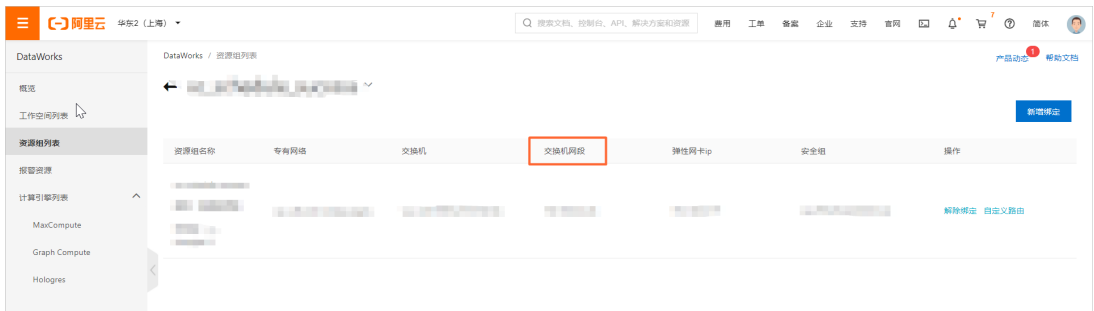 阿里云 华东2（上海） 搜索文档、控制台、API、解决方案和资源 费用 工单 备案 企业 支持 官网 7 简体
DataWorks
概览
工作空间列表
资源组列表
报警资源
计算引擎列表
MaxCompute
Graph Compute
Hologres
DataWorks / 资源组列表
产品动态 1 帮助文档
新增绑定
资源组名称 专有网络 交换机 交换机网段 弹性网卡ip 安全组 操作
解除绑定 自定义路由